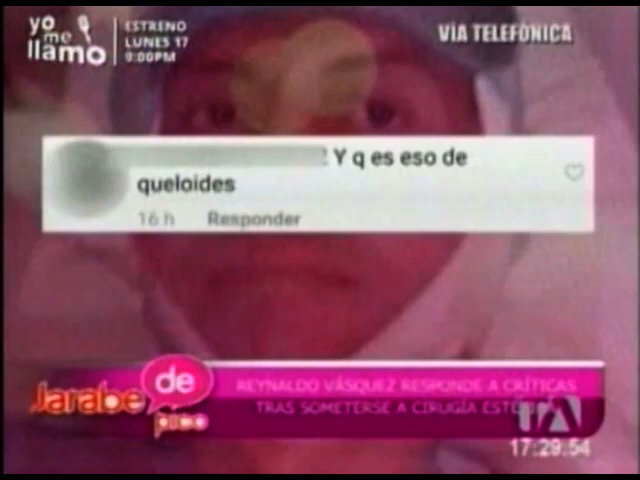 yo
me
llamo
ESTRENO
LUNES 17
9:00PM
VÍA TELEFÓNICA
Y q es eso de
queloides
16 h Responder
Jarabe de
pico
REYNALDO VÁSQUEZ RESPONDE A CRÍTICAS
TRAS SOMETERSE A CIRUGÍA
17:29:54